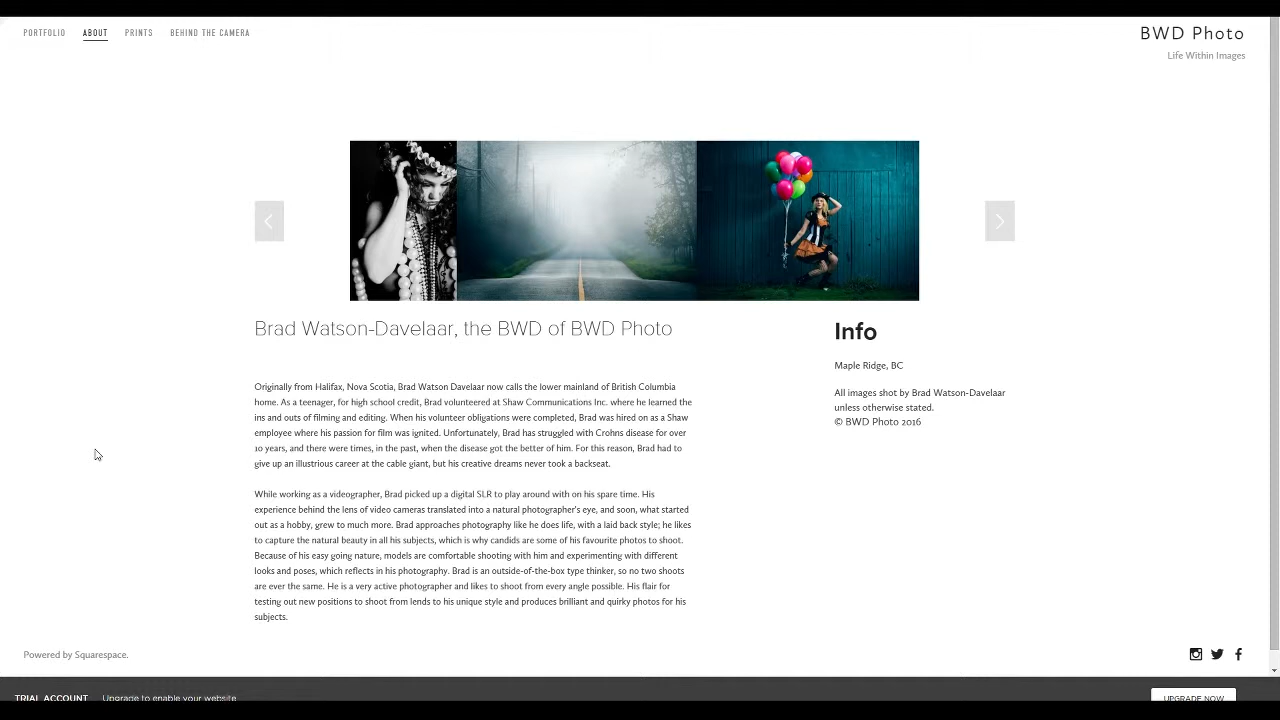 PORTFOLIO ABOUT PRINTS BEHIND THE CAMERA
BWD Photo
Life Within Images
Brad Watson-Davelaar, the BWD of BWD Photo
Originally from Halifax, Nova Scotia, Brad Watson Davelaar now calls the lower mainland of British Columbia
home. As a teenager, for high school credit, Brad volunteered at Shaw Communications Inc. where he learned the
ins and outs of filming and editing. When his volunteer obligations were completed, Brad was hired on as a Shaw
employee where his passion for film was ignited. Unfortunately, Brad has struggled with Crohns disease for over
10 years, and there were times, in the past, when the disease got the better of him. For this reason, Brad had to
give up an illustrious career at the cable giant, but his creative dreams never took a backseat.
While working as a videographer, Brad picked up a digital SLR to play around with on his spare time. His
experience behind the lens of video cameras translated into a natural photographer's eye, and soon, what started
out as a hobby, grew to much more. Brad approaches photography like he does life, with a laid back style; he likes
to capture the natural beauty in all his subjects, which is why candids are some of his favourite photos to shoot.
Because of his easy going nature, models are comfortable shooting with him and experimenting with different
looks and poses, which reflects in his photography. Brad is an outside-of-the-box type thinker, so no two shoots
are ever the same. He is a very active photographer and likes to shoot from every angle possible. His flair for
testing out new positions to shoot from lends to his unique style and produces brilliant and quirky photos for his
subjects.
Info
Maple Ridge, BC
All images shot by Brad Watson-Davelaar
unless otherwise stated.
© BWD Photo 2016
Powered by Squarespace.
TRIAL ACCOUNT Upgrade to enable your website
UPGRADE NOW